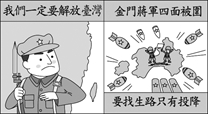 我們一定要解放臺灣
金門蔣軍四面被圍
要找生路只有投降